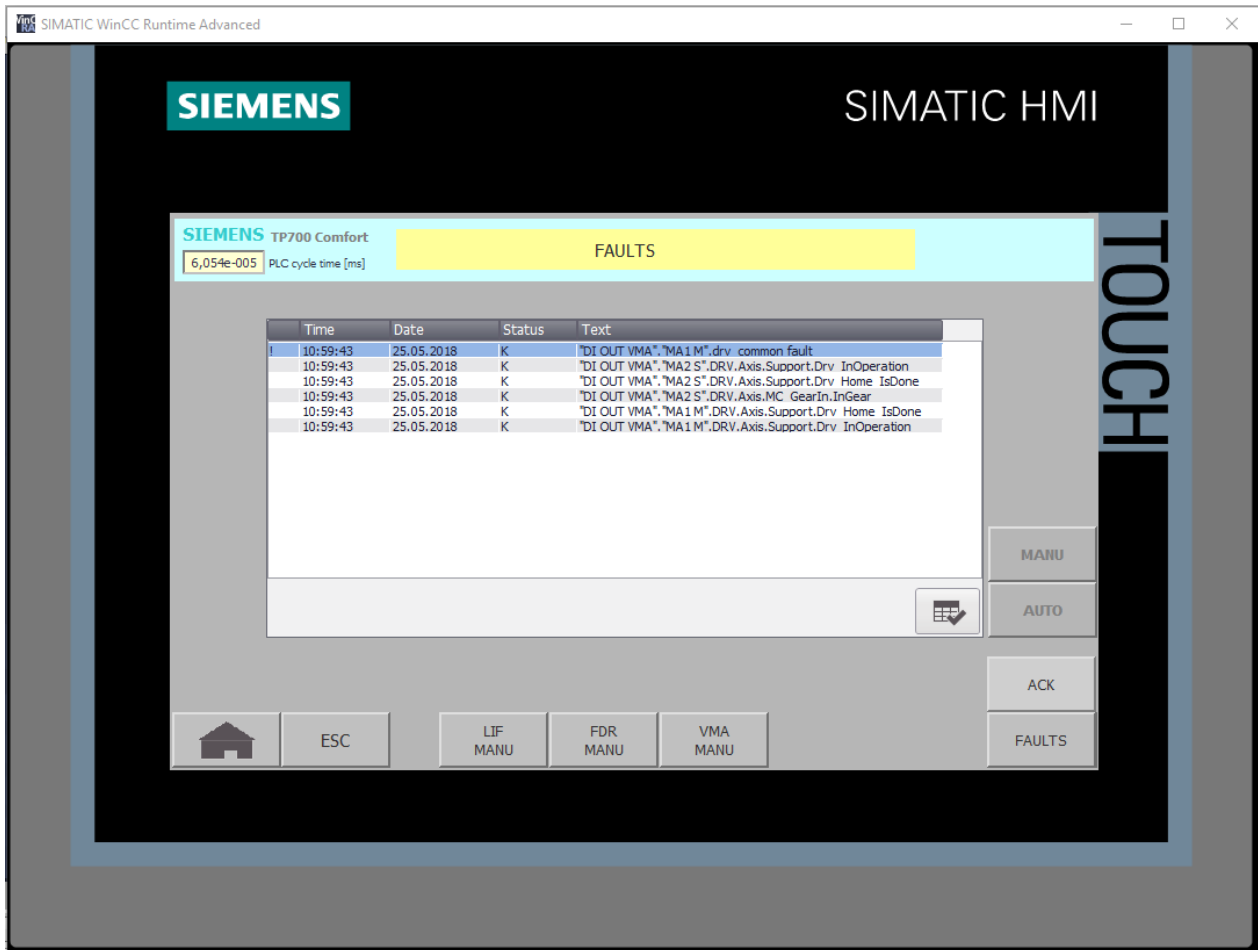 SIMATIC WinCC Runtime Advanced
SIEMENS
SIMATIC HMI
TOUCH
SIEMENS TP700 Comfort
6,054e-005 PLC cycle time [ms]
FAULTS
Time Date Status Text
! 10:59:43 25.05.2018 K "DI OUT VMA"."MA1 M".drv common fault
10:59:43 25.05.2018 K "DI OUT VMA"."MA2 S".DRV.Axis.Support.Drv InOperation
10:59:43 25.05.2018 K "DI OUT VMA"."MA2 S".DRV.Axis.Support.Drv Home IsDone
10:59:43 25.05.2018 K "DI OUT VMA"."MA2 S".DRV.Axis.MC GearIn.InGear
10:59:43 25.05.2018 K "DI OUT VMA"."MA1 M".DRV.Axis.Support.Drv Home IsDone
10:59:43 25.05.2018 K "DI OUT VMA"."MA1 M".DRV.Axis.Support.Drv InOperation
MANU
AUTO
ACK
ESC
LIF
MANU
FDR
MANU
VMA
MANU
FAULTS